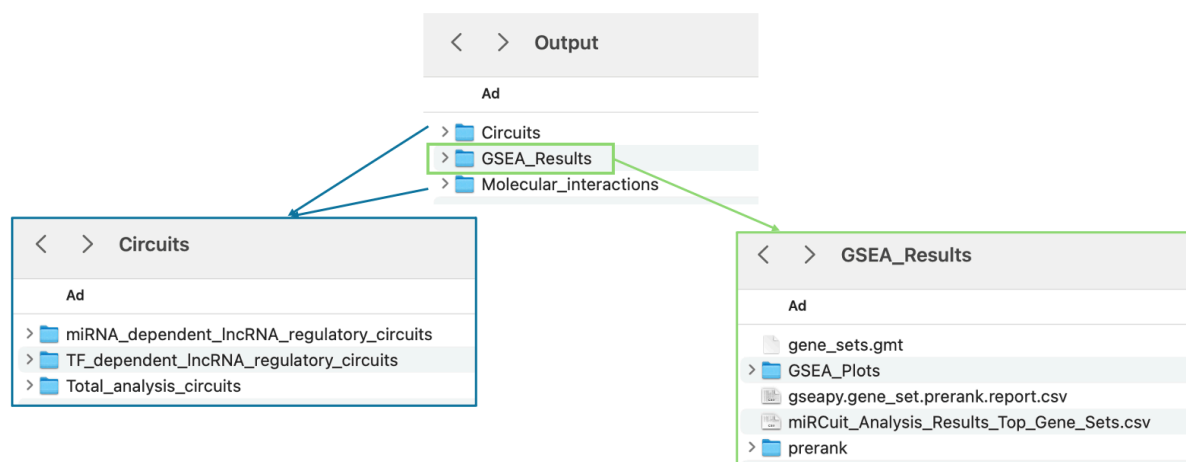 Output
Ad
Circuits
GSEA_Results
Molecular_interactions
Circuits
Ad
miRNA_dependent_lncRNA_regulatory_circuits
TF_dependent_lncRNA_regulatory_circuits
Total_analysis_circuits
GSEA_Results
Ad
gene_sets.gmt
GSEA_Plots
gseapy.gene_set.prerank.report.csv
miRCuit_Analysis_Results_Top_Gene_Sets.csv
prerank